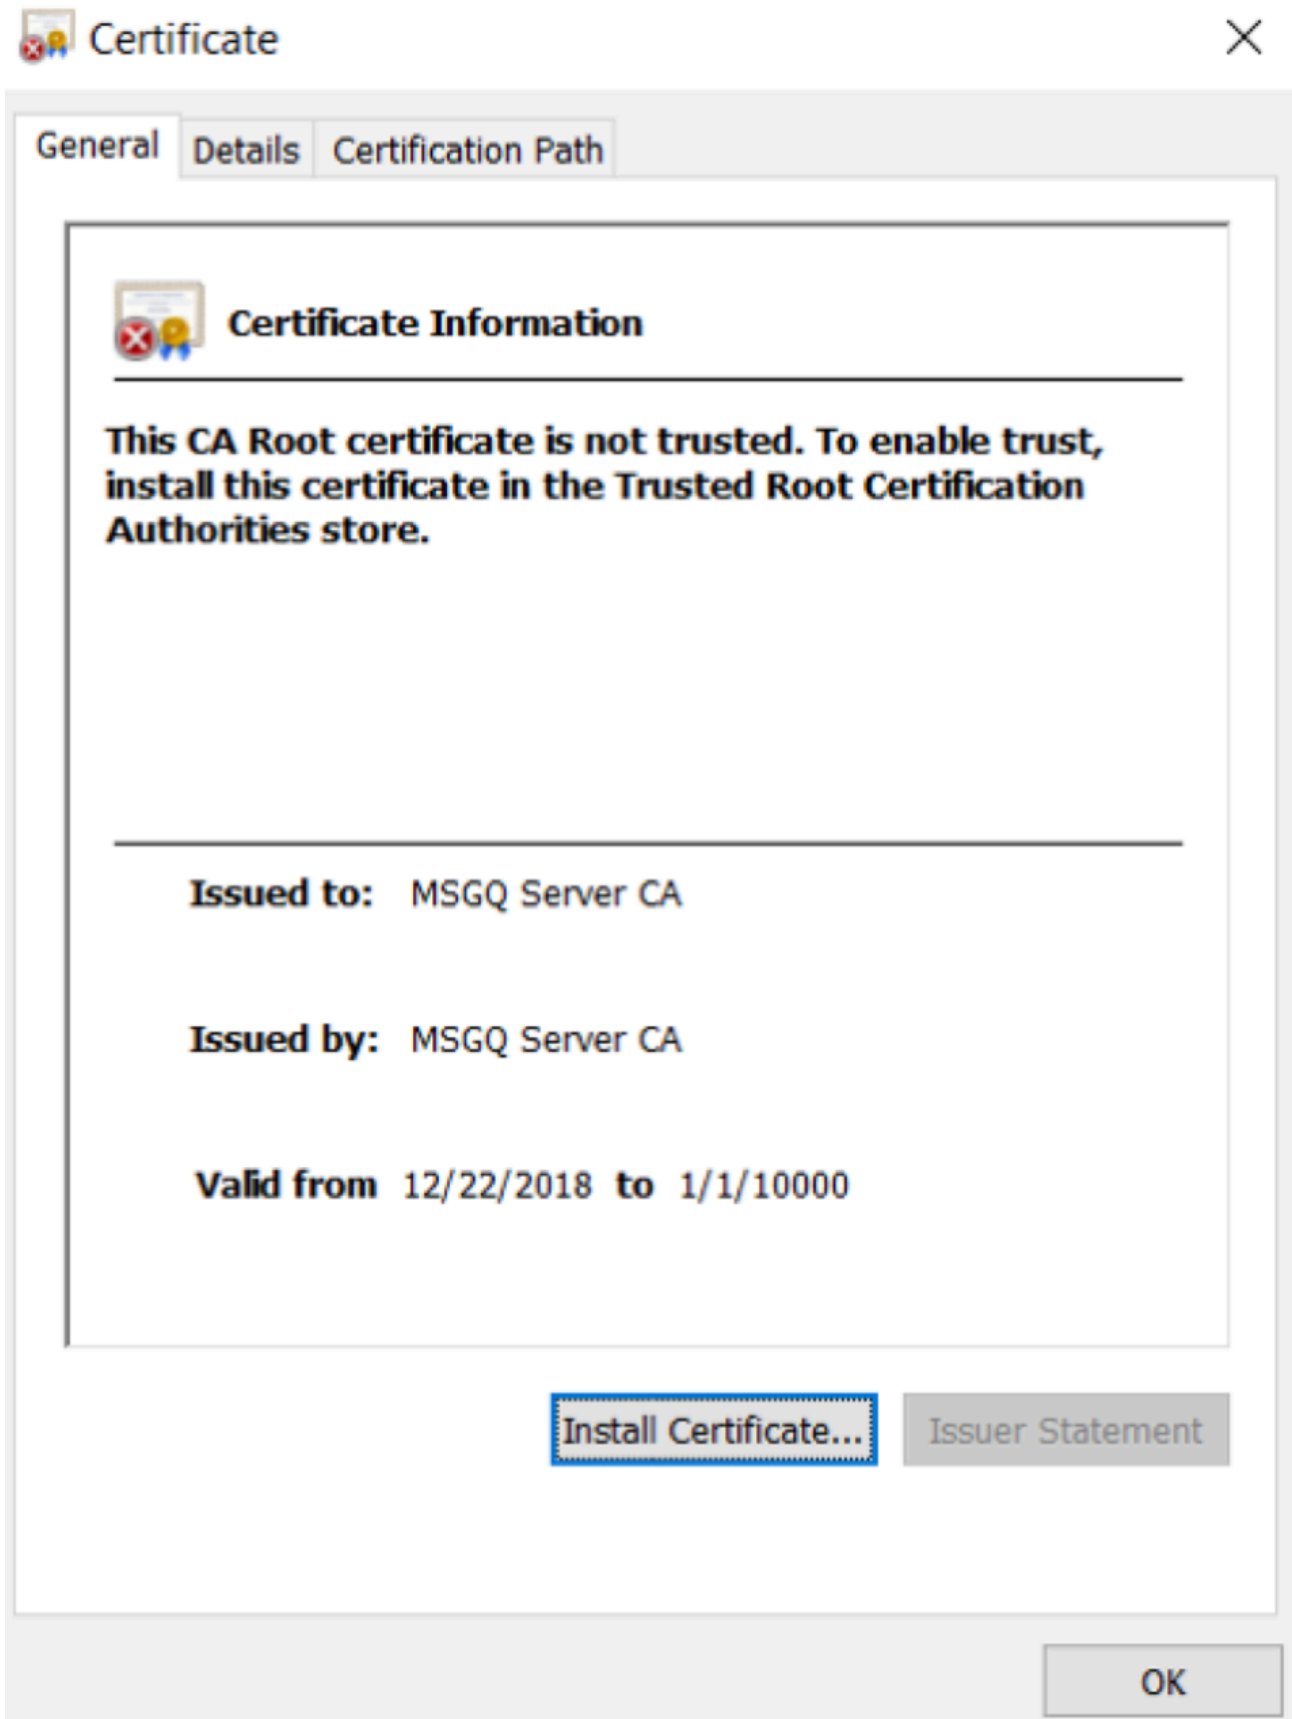 Certificate
General
Details
Certification Path
Certificate Information
This CA Root certificate is not trusted. To enable trust,
install this certificate in the Trusted Root Certification
Authorities store.
Issued to: MSGQ Server CA
Issued by: MSGQ Server CA
Valid from 12/22/2018 to 1/1/10000
Install Certificate...
Issuer Statement
OK